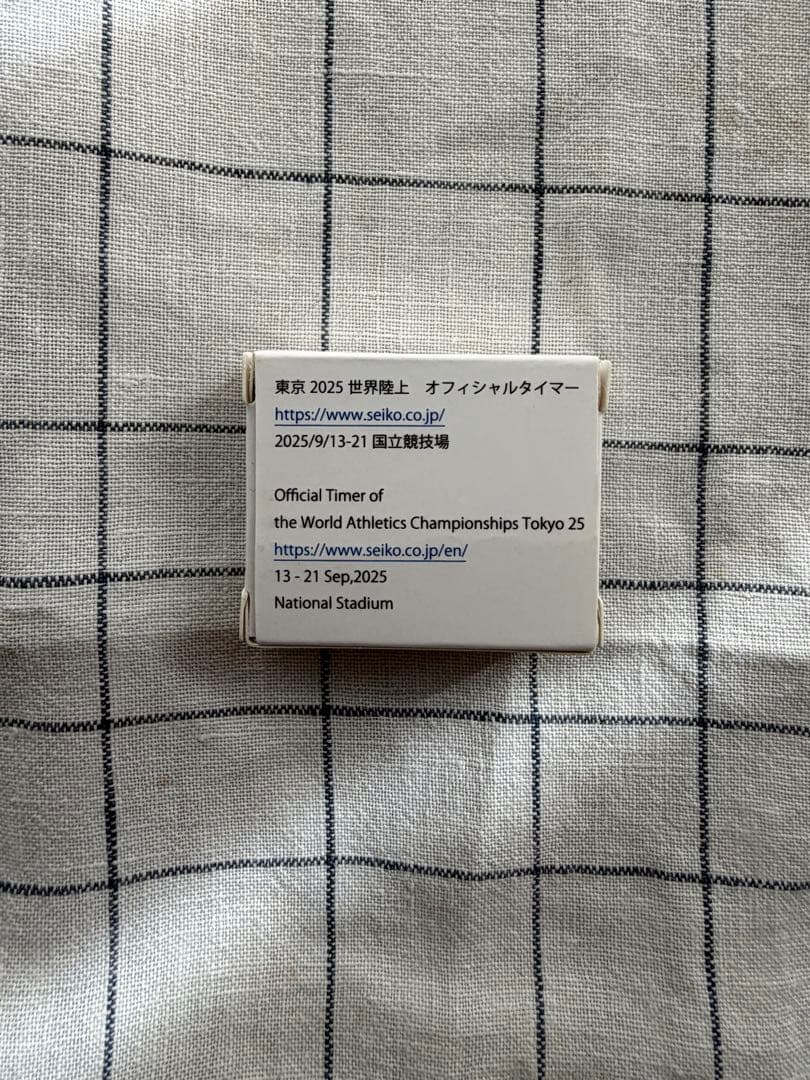 東京 2025 世界陸上　オフィシャルタイマー
https://www.seiko.co.jp/
2025/9/13-21 国立競技場
Official Timer of
the World Athletics Championships Tokyo 25
https://www.seiko.co.jp/en/
13 - 21 Sep,2025
National Stadium